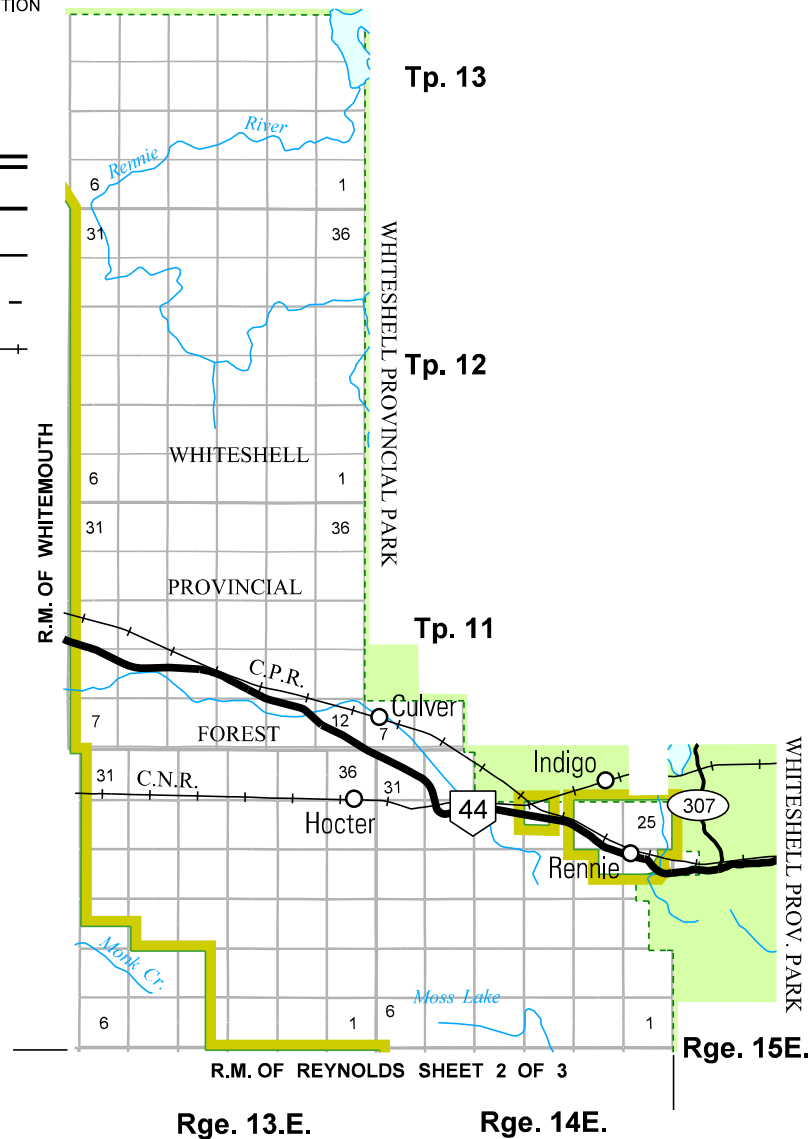 TION
Tp. 13
River
Rennie
6
1
31
36
WHITESHELL PROVINCIAL PARK
Tp. 12
R.M. OF WHITEMOUTH
WHITESHELL
6
1
31
36
PROVINCIAL
Tp. 11
C.P.R.
Culver
7
12
7
FOREST
WHITESHELL PROV. PARK
Indigo
31
C.N.R.
36
31
44
307
Hocter
25
Rennie
Monk Cr.
Moss Lake
6
1
6
1
Rge. 15E.
R.M. OF REYNOLDS SHEET 2 OF 3
Rge. 13.E.
Rge. 14E.